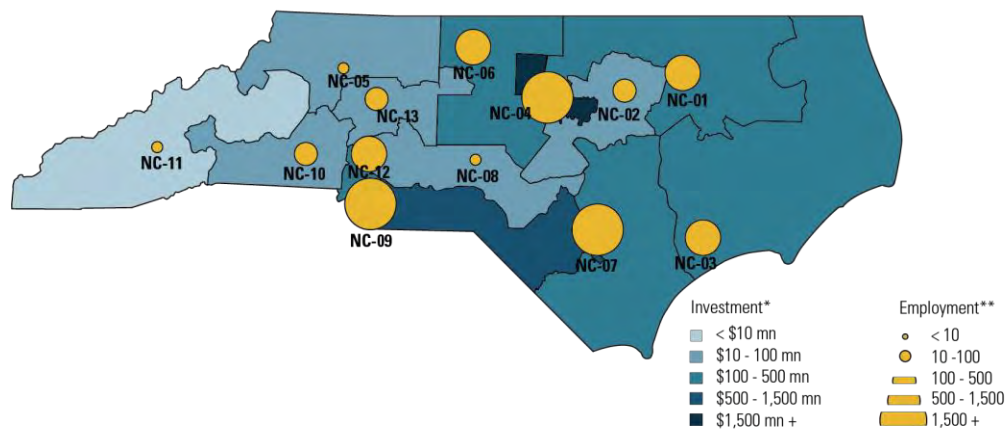 NC-05
NC-06
NC-13
NC-04
NC-02
NC-01
NC-11
NC-10
NC-12
NC-08
NC-09
NC-07
NC-03
Investment*
< $10 mn
$10 - 100 mn
$100 - 500 mn
$500 - 1,500 mn
$1,500 mn +
Employment**
< 10
10 -100
100 - 500
500 - 1,500
1,500 +